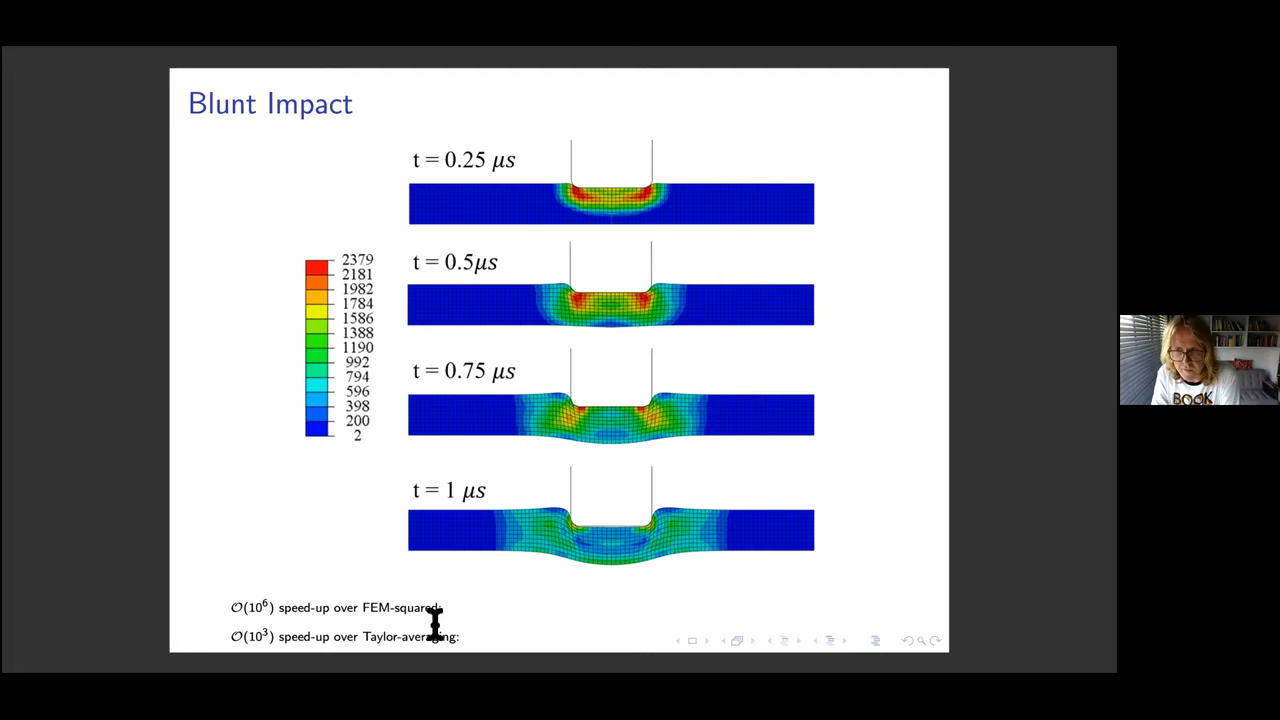 Blunt Impact
t = 0.25 μs
t = 0.5μs
2379
2181
1982
1784
1586
1388
1190
992
794
596
398
200
2
t = 0.75 μs
t = 1 μs
O(10^6) speed-up over FEM-squared:
O(10^3) speed-up over Taylor-averaging:
BOOK